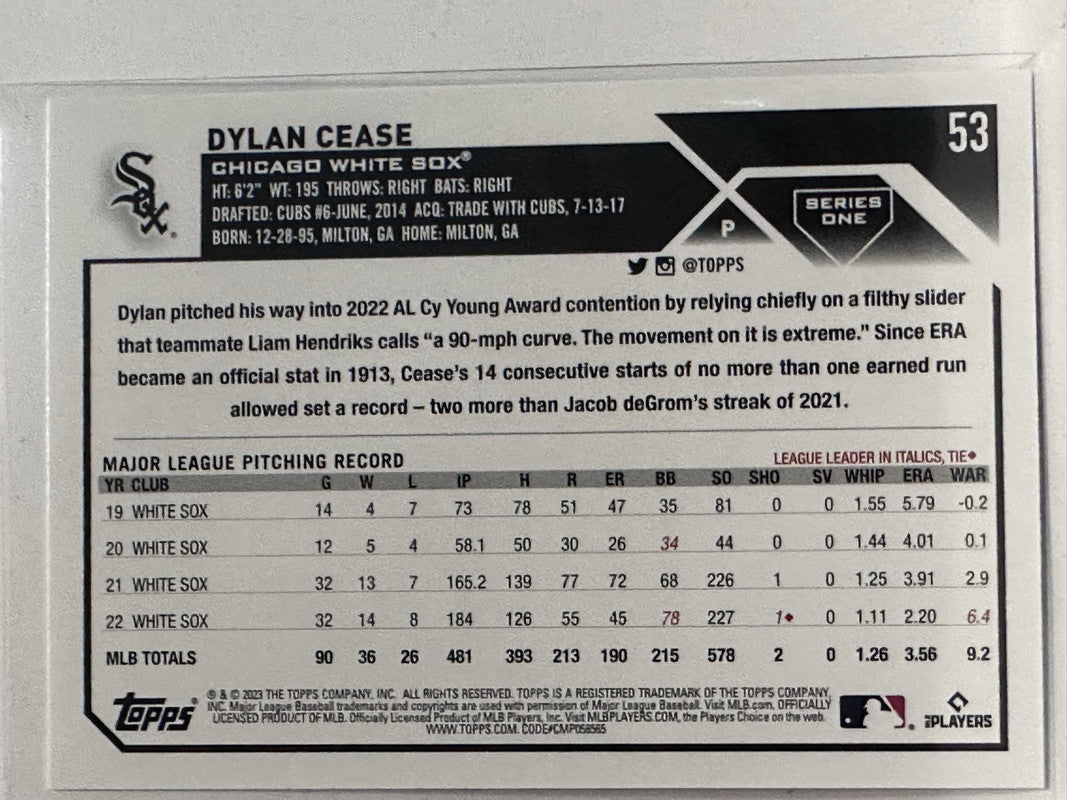 DYLAN CEASE
53
CHICAGO WHITE SOX®
HT: 6'2" WT: 195 THROWS: RIGHT BATS: RIGHT
DRAFTED: CUBS #6-JUNE, 2014 ACQ: TRADE WITH CUBS, 7-13-17
BORN: 12-28-95, MILTON, GA HOME: MILTON, GA
SOX
P
SERIES
ONE
@TOPPS
Dylan pitched his way into 2022 AL Cy Young Award contention by relying chiefly on a filthy slider
that teammate Liam Hendriks calls “a 90-mph curve. The movement on it is extreme.” Since ERA
became an official stat in 1913, Cease's 14 consecutive starts of no more than one earned run
allowed set a record – two more than Jacob deGrom's streak of 2021.
MAJOR LEAGUE PITCHING RECORD
LEAGUE LEADER IN ITALICS, TIE♦
YR CLUB G W L IP H R ER BB SO SHO SV WHIP ERA WAR
19 WHITE SOX 14 4 7 73 78 51 47 35 81 0 0 1.55 5.79 -0.2
20 WHITE SOX 12 5 4 58.1 50 30 26 34 44 0 0 1.44 4.01 0.1
21 WHITE SOX 32 13 7 165.2 139 77 72 68 226 1 0 1.25 3.91 2.9
22 WHITE SOX 32 14 8 184 126 55 45 78 227 1♦ 0 1.11 2.20 6.4
MLB TOTALS 90 36 26 481 393 213 190 215 578 2 0 1.26 3.56 9.2
Topps®
® & © 2023 THE TOPPS COMPANY, INC. ALL RIGHTS RESERVED. TOPPS IS A REGISTERED TRADEMARK OF THE TOPPS COMPANY,
INC. Major League Baseball trademarks and copyrights are used with permission of Major League Baseball. Visit MLB.com. OFFICIALLY
LICENSED PRODUCT OF MLB. Officially Licensed Product of MLB Players, Inc. Visit MLBPLAYERS.COM, the Players Choice on the web.
WWW.TOPPS.COM. CODE#CMP058565
PLAYERS